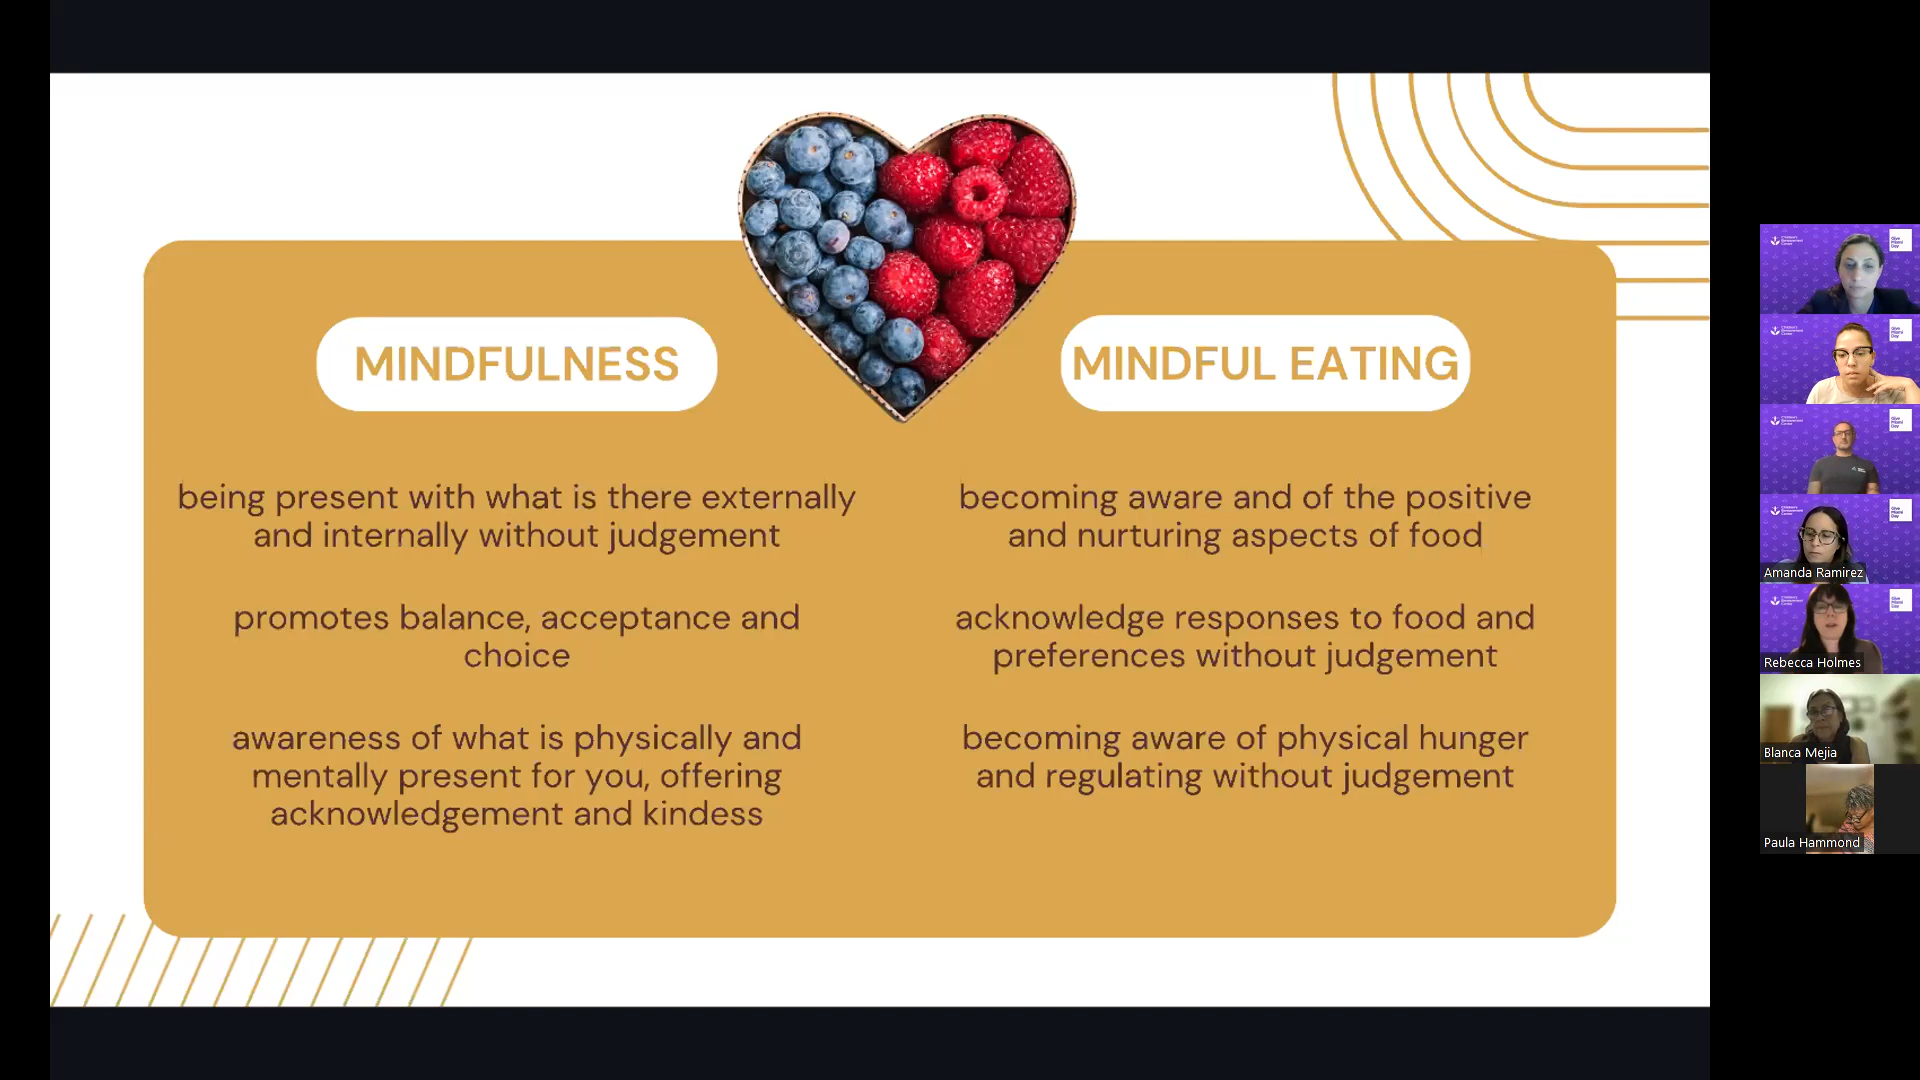 MINDFULNESS
being present with what is there externally
and internally without judgement
promotes balance, acceptance and
choice
awareness of what is physically and
mentally present for you, offering
acknowledgement and kindess
MINDFUL EATING
becoming aware and of the positive
and nurturing aspects of food
acknowledge responses to food and
preferences without judgement
becoming aware of physical hunger
and regulating without judgement
Amanda Ramirez
Rebecca Holmes
Blanca Mejia
Paula Hammond